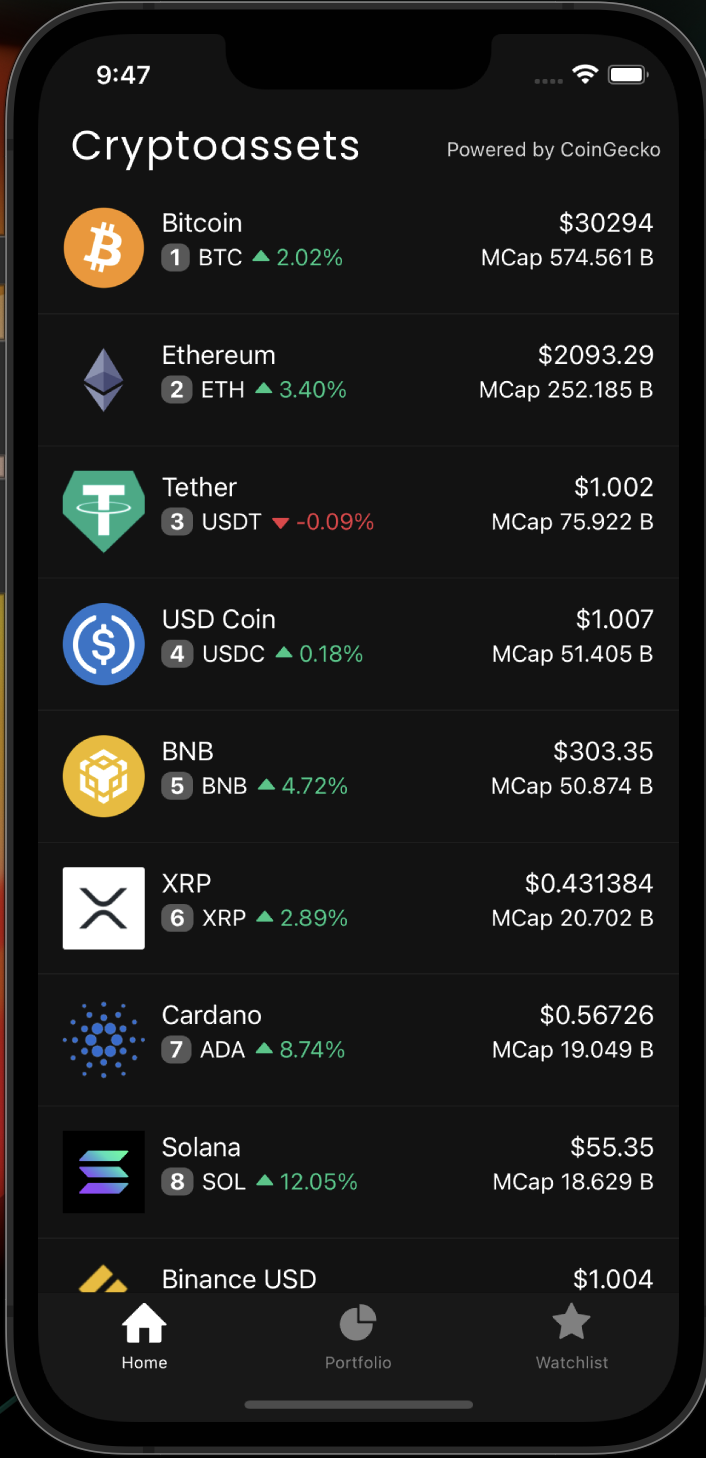 9:47
Cryptoassets
Powered by CoinGecko
Bitcoin $30294
1 BTC ▲ 2.02% MCap 574.561 B
Ethereum $2093.29
2 ETH ▲ 3.40% MCap 252.185 B
Tether $1.002
3 USDT ▼ -0.09% MCap 75.922 B
USD Coin $1.007
4 USDC ▲ 0.18% MCap 51.405 B
BNB $303.35
5 BNB ▲ 4.72% MCap 50.874 B
XRP $0.431384
6 XRP ▲ 2.89% MCap 20.702 B
Cardano $0.56726
7 ADA ▲ 8.74% MCap 19.049 B
Solana $55.35
8 SOL ▲ 12.05% MCap 18.629 B
Binance USD $1.004
Home Portfolio Watchlist